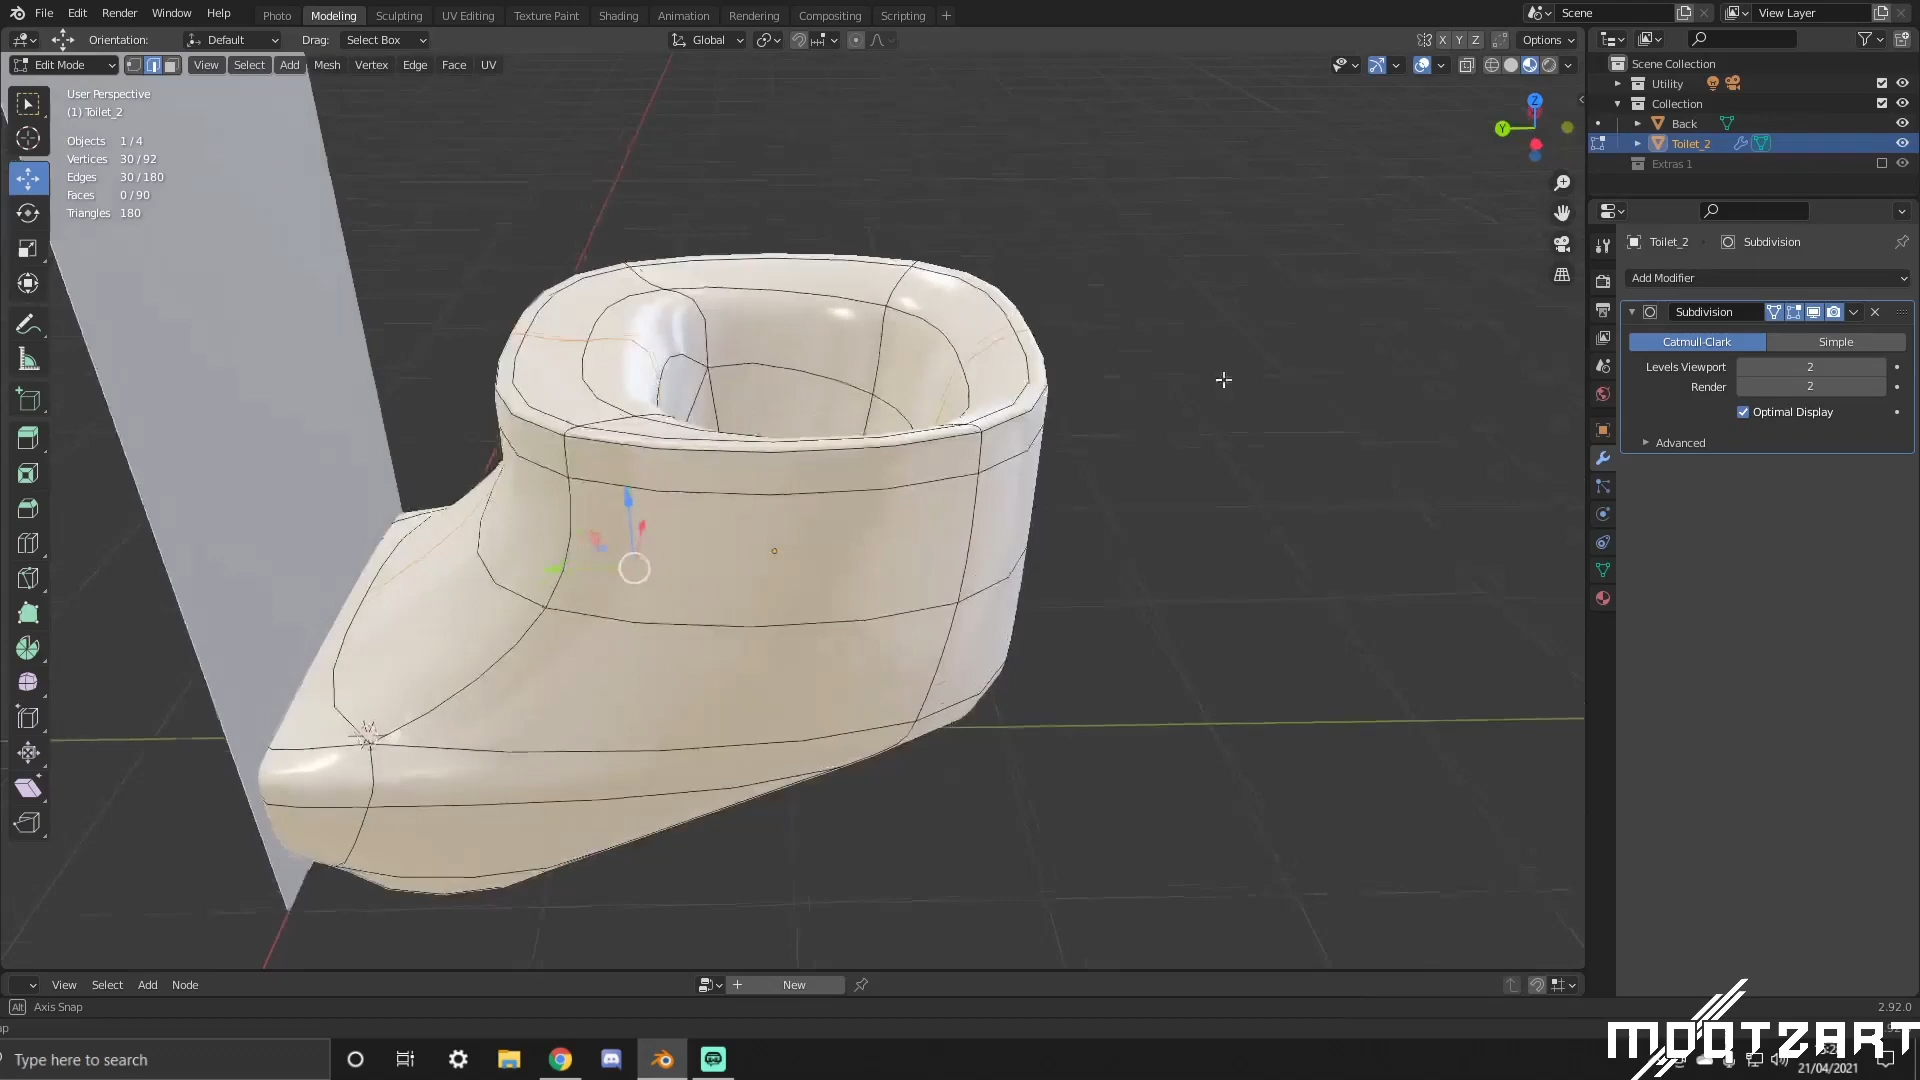 File Edit Render Window Help Photo Modeling Sculpting UV Editing Texture Paint Shading Animation Rendering Compositing Scripting + Scene View Layer
Orientation: Default Drag: Select Box Global X Y Z Options
Edit Mode View Select Add Mesh Vertex Edge Face UV
User Perspective
(1) Toilet_2
Objects 1 / 4
Vertices 30 / 92
Edges 30 / 180
Faces 0 / 90
Triangles 180
Z
Y
Scene Collection
Utility
Collection
Back
Toilet_2
Extras 1
Toilet_2 Subdivision
Add Modifier
Subdivision
Catmull-Clark Simple
Levels Viewport 2
Render 2
Optimal Display
Advanced
View Select Add Node + New
Alt Axis Snap 2.92.0
Type here to search
MOOTZART
21/04/2021